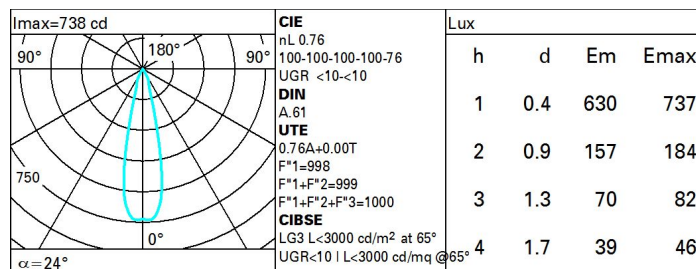 Imax=738 cd
90° 180° 90°
750
0°
α=24°
CIE
nL 0.76
100-100-100-100-76
UGR <10-<10
DIN
A.61
UTE
0.76A+0.00T
F"1=998
F"1+F"2=999
F"1+F"2+F"3=1000
CIBSE
LG3 L<3000 cd/m² at 65°
UGR<10 | L<3000 cd/mq @65°
Lux
h d Em Emax
1 0.4 630 737
2 0.9 157 184
3 1.3 70 82
4 1.7 39 46